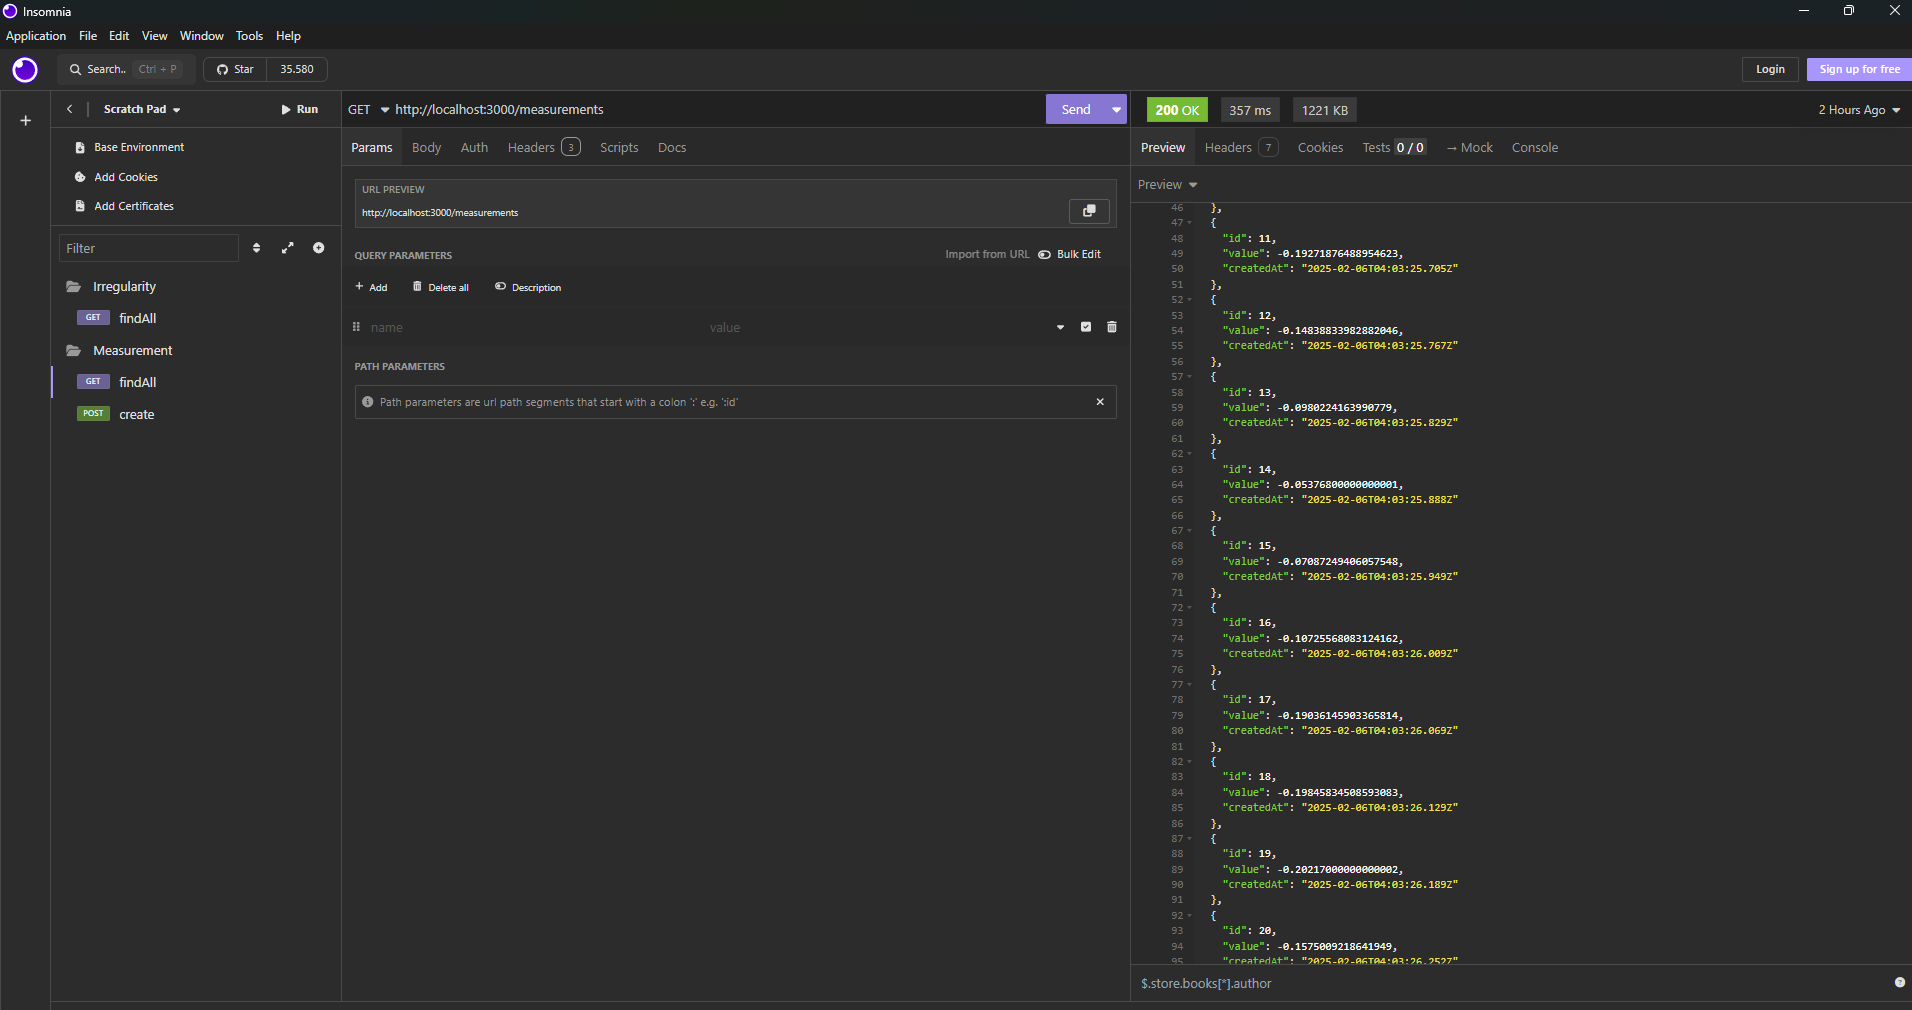 Insomnia
Application File Edit View Window Tools Help
Search.. Ctrl + P Star 35.580 Login Sign up for free
Scratch Pad Run
Base Environment
Add Cookies
Add Certificates
Filter
Irregularity
GET findAll
Measurement
GET findAll
POST create
GET http://localhost:3000/measurements Send
Params Body Auth Headers 3 Scripts Docs
URL PREVIEW
http://localhost:3000/measurements
QUERY PARAMETERS Import from URL Bulk Edit
+ Add Delete all Description
name value
PATH PARAMETERS
Path parameters are url path segments that start with a colon ':' e.g. ':id'
200 OK 357 ms 1221 KB 2 Hours Ago
Preview Headers 7 Cookies Tests 0 / 0 → Mock Console
Preview
46 },
47 {
48 "id": 11,
49 "value": -0.19271876488954623,
50 "createdAt": "2025-02-06T04:03:25.705Z"
51 },
52 {
53 "id": 12,
54 "value": -0.14838833982882046,
55 "createdAt": "2025-02-06T04:03:25.767Z"
56 },
57 {
58 "id": 13,
59 "value": -0.0980224163990779,
60 "createdAt": "2025-02-06T04:03:25.829Z"
61 },
62 {
63 "id": 14,
64 "value": -0.05376800000000001,
65 "createdAt": "2025-02-06T04:03:25.888Z"
66 },
67 {
68 "id": 15,
69 "value": -0.07087249406057548,
70 "createdAt": "2025-02-06T04:03:25.949Z"
71 },
72 {
73 "id": 16,
74 "value": -0.10725568083124162,
75 "createdAt": "2025-02-06T04:03:26.009Z"
76 },
77 {
78 "id": 17,
79 "value": -0.19036145903365814,
80 "createdAt": "2025-02-06T04:03:26.069Z"
81 },
82 {
83 "id": 18,
84 "value": -0.19845834508593083,
85 "createdAt": "2025-02-06T04:03:26.129Z"
86 },
87 {
88 "id": 19,
89 "value": -0.20217000000000002,
90 "createdAt": "2025-02-06T04:03:26.189Z"
91 },
92 {
93 "id": 20,
94 "value": -0.1575009218641949,
95 "createdAt": "2025-02-06T04:03:26.252Z"
$.store.books[*].author